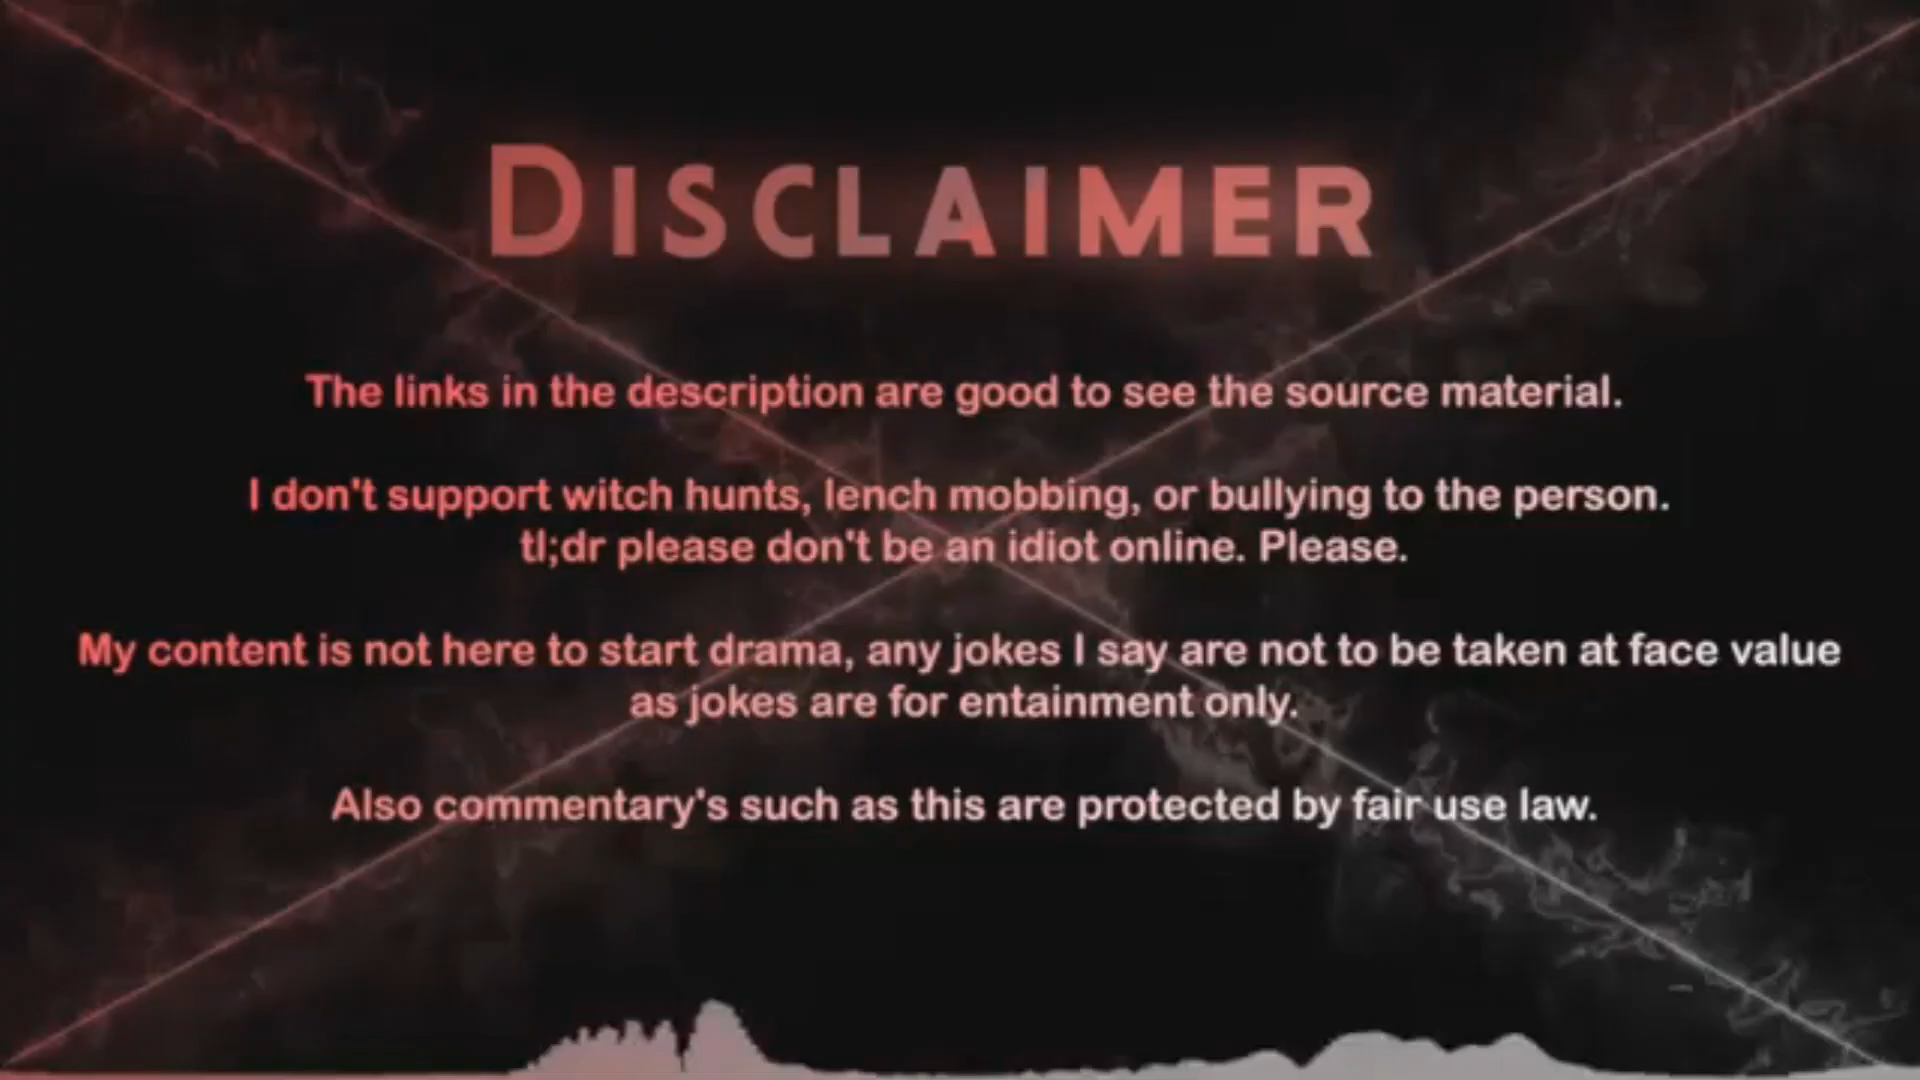 Disclaimer
The links in the description are good to see the source material.
I don't support witch hunts, lench mobbing, or bullying to the person.
tl;dr please don't be an idiot online. Please.
My content is not here to start drama, any jokes I say are not to be taken at face value
as jokes are for entainment only.
Also commentary's such as this are protected by fair use law.